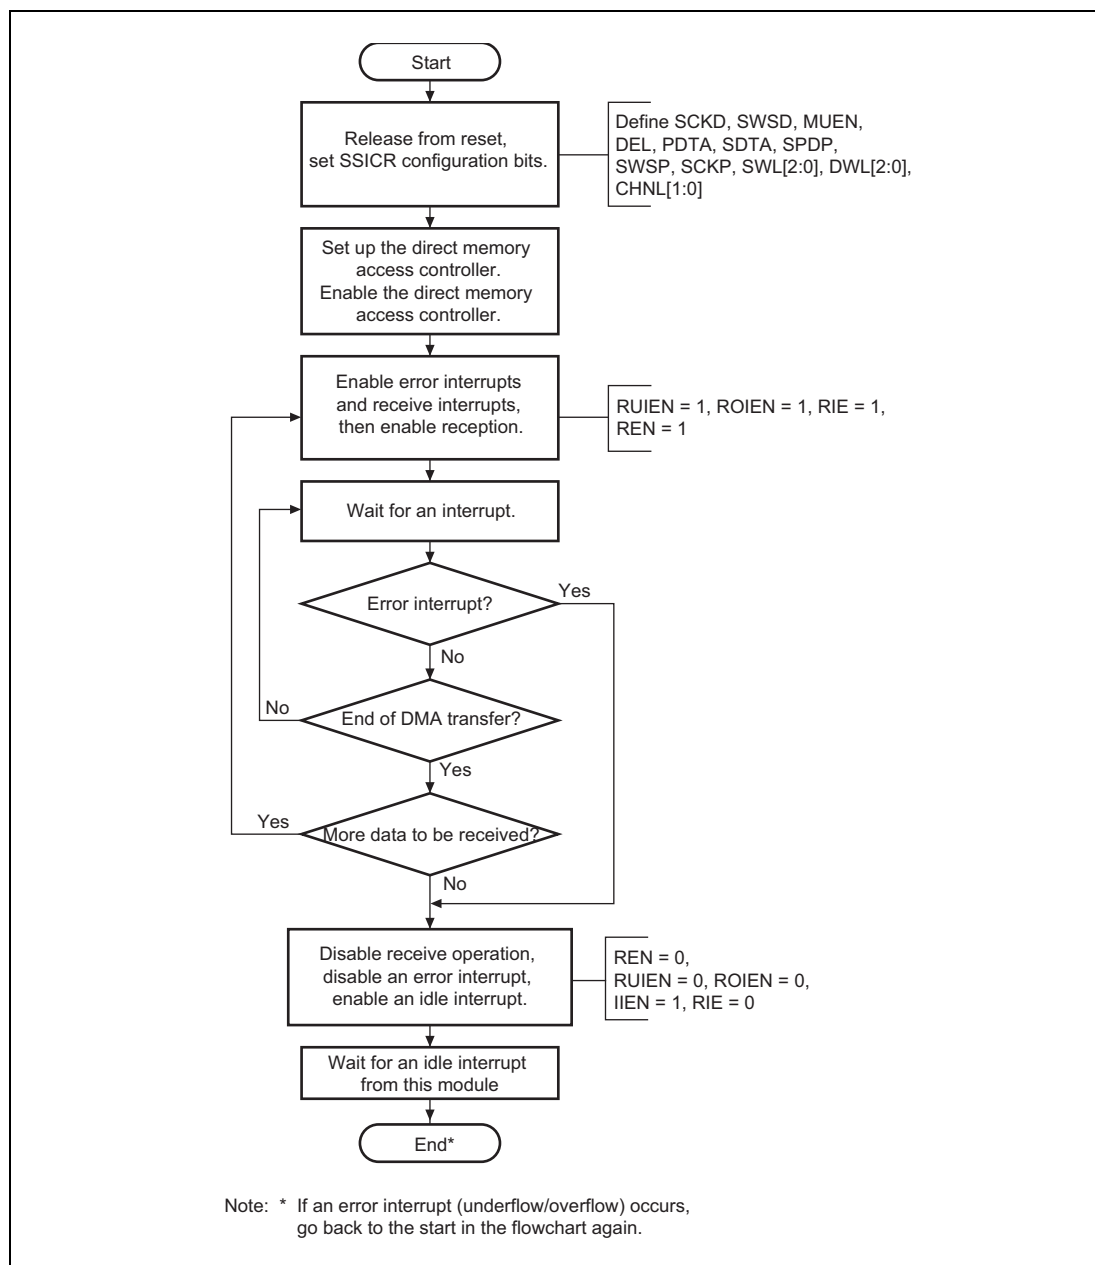 Start
Release from reset,
set SSICR configuration bits.
Define SCKD, SWSD, MUEN,
DEL, PDTA, SDTA, SPDP,
SWSP, SCKP, SWL[2:0], DWL[2:0],
CHNL[1:0]
Set up the direct memory
access controller.
Enable the direct memory
access controller.
Enable error interrupts
and receive interrupts,
then enable reception.
RUIEN = 1, ROIEN = 1, RIE = 1,
REN = 1
Wait for an interrupt.
Error interrupt?
Yes
No
End of DMA transfer?
No
Yes
More data to be received?
Yes
No
Disable receive operation,
disable an error interrupt,
enable an idle interrupt.
REN = 0,
RUIEN = 0, ROIEN = 0,
IIEN = 1, RIE = 0
Wait for an idle interrupt
from this module
End*
Note: * If an error interrupt (underflow/overflow) occurs,
go back to the start in the flowchart again.